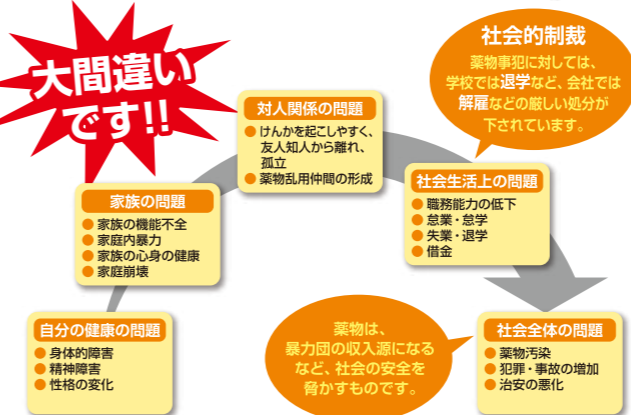 大間違い
です!!
社会的制裁
薬物事犯に対しては、
学校では退学など、会社では
解雇などの厳しい処分が
下されています。
対人関係の問題
●けんかを起こしやすく、
友人知人から離れ、
孤立
●薬物乱用仲間の形成
社会生活上の問題
●職務能力の低下
●怠業・怠学
●失業・退学
●借金
家族の問題
●家族の機能不全
●家庭内暴力
●家族の心身の健康
●家庭崩壊
自分の健康の問題
●身体的障害
●精神障害
●性格の変化
薬物は、
暴力団の収入源になる
など、社会の安全を
脅かすものです。
社会全体の問題
●薬物汚染
●犯罪・事故の増加
●治安の悪化